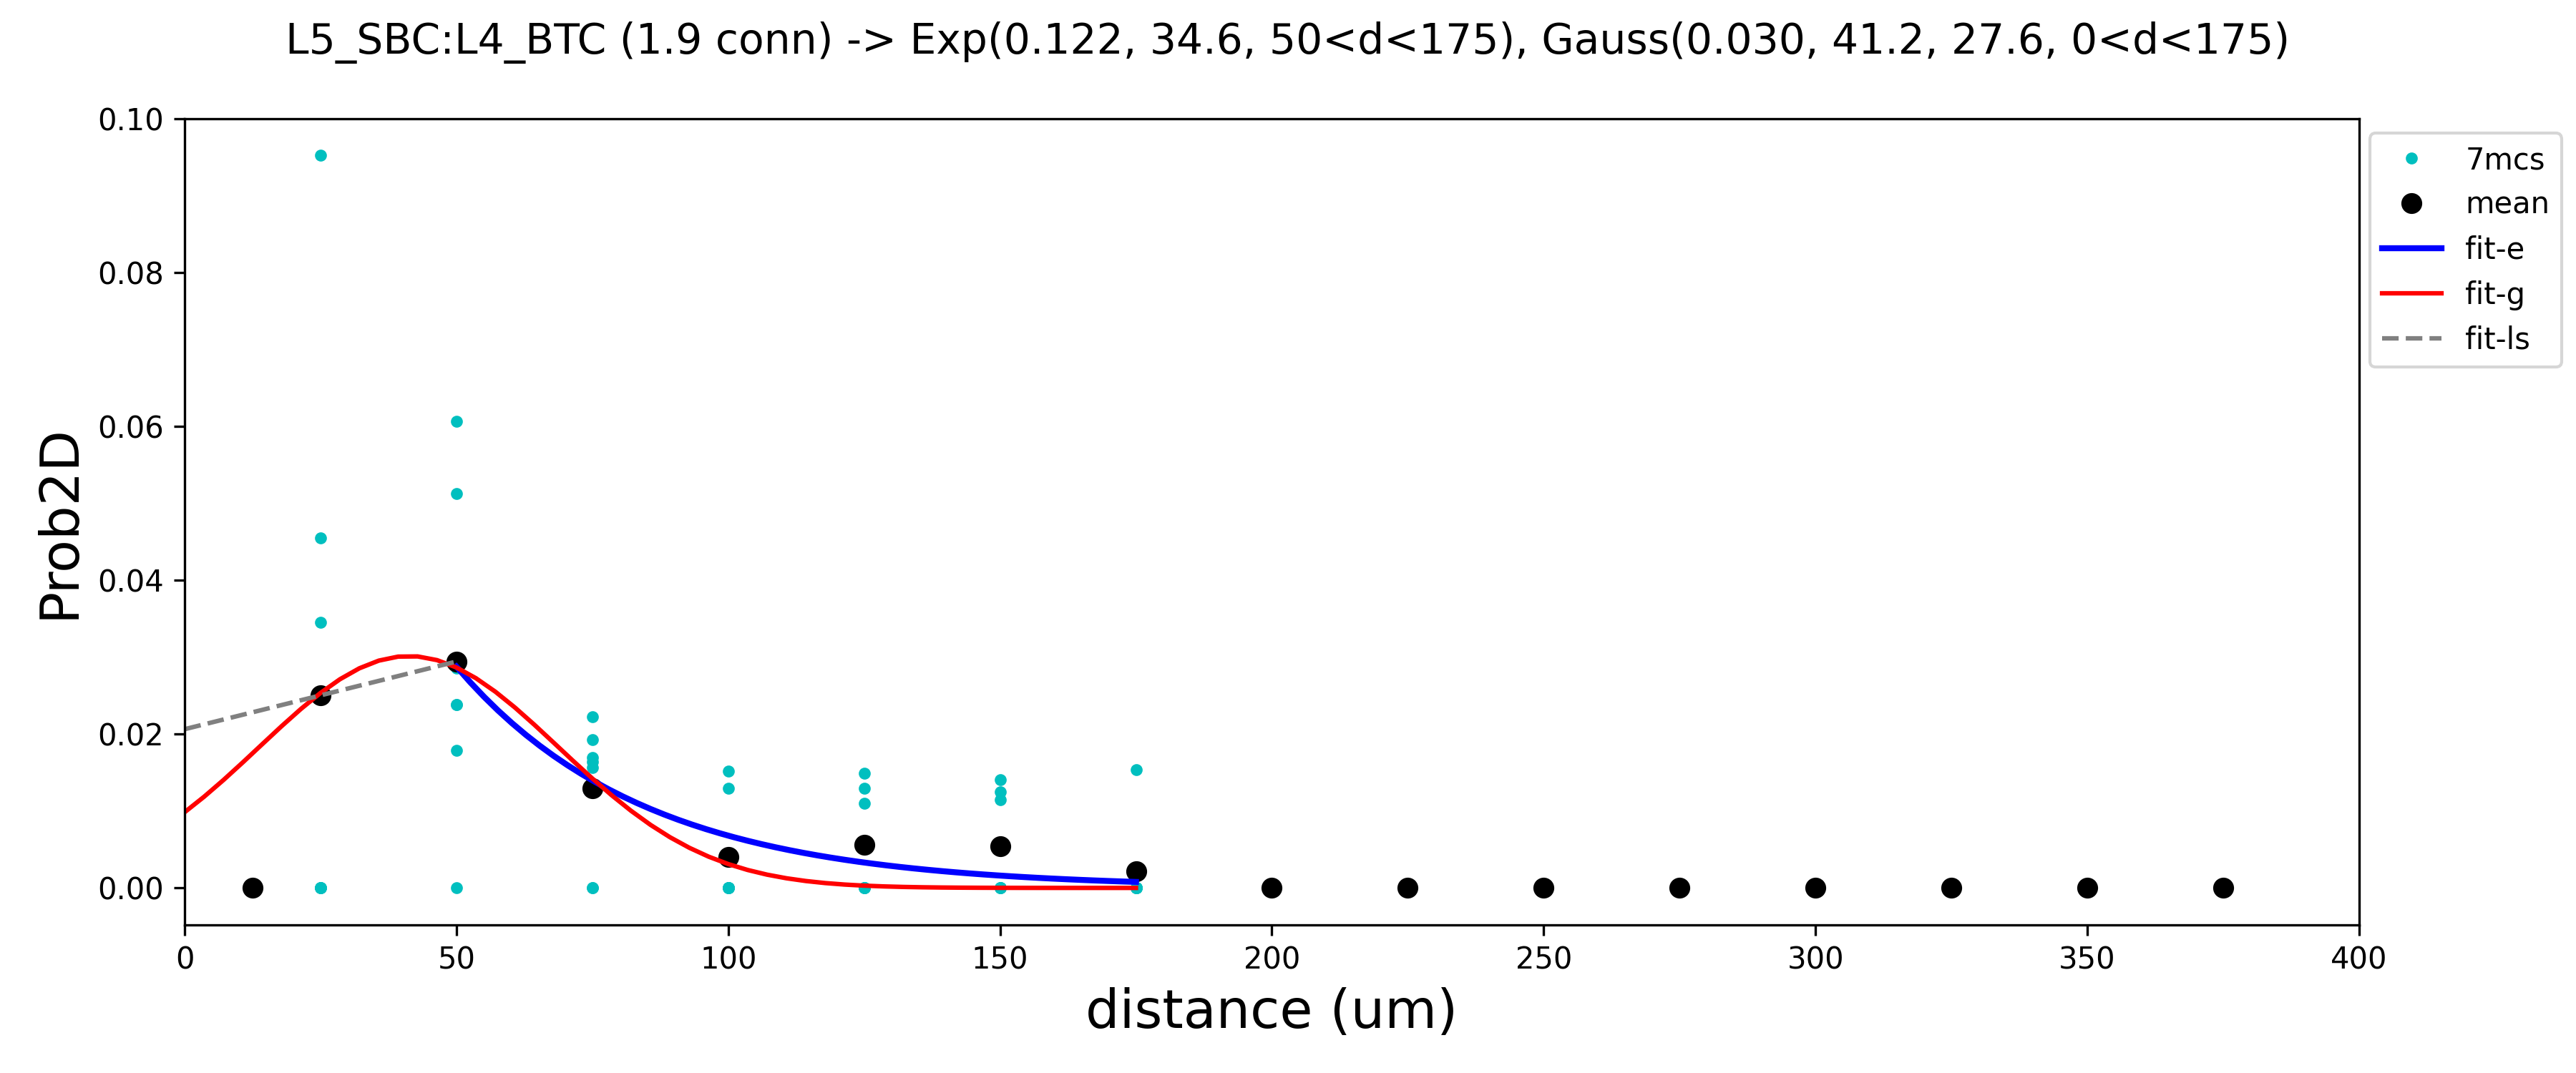 L5_SBC:L4_BTC (1.9 conn) -> Exp(0.122, 34.6, 50<d<175), Gauss(0.030, 41.2, 27.6, 0<d<175)
0.10
0.08
0.06
0.04
0.02
0.00
Prob2D
0 50 100 150 200 250 300 350 400
distance (um)
7mcs
mean
fit-e
fit-g
fit-ls